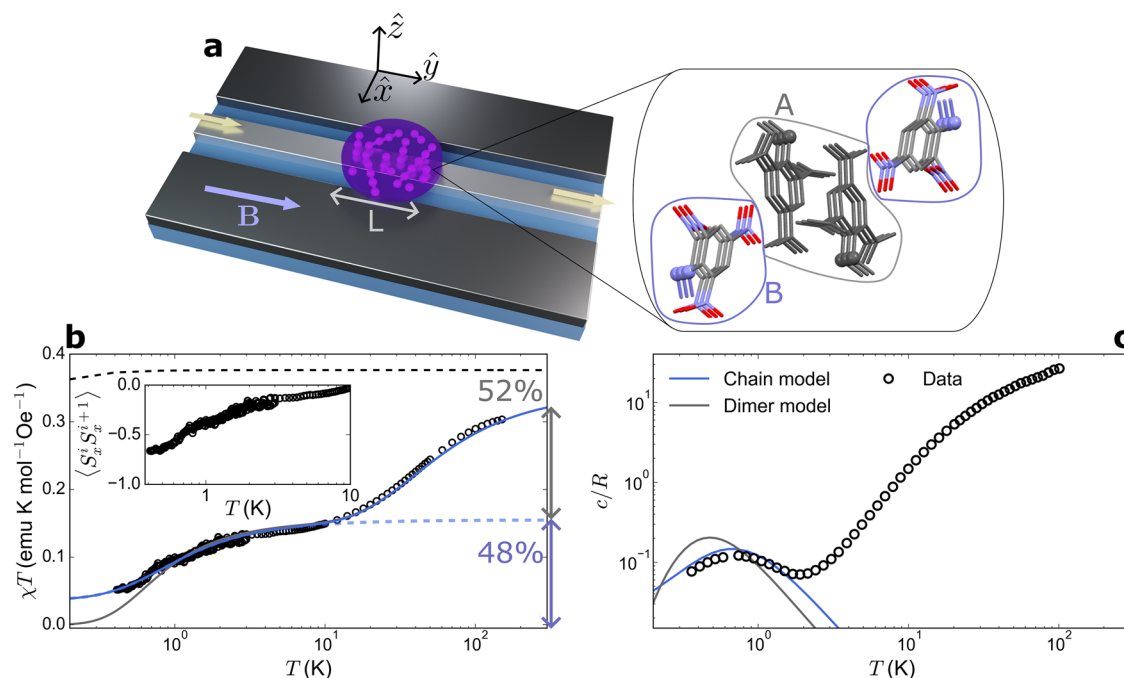 a
ẑ
ŷ
x̂
B
L
A
B
b
χT (emu K mol⁻¹Oe⁻¹)
0.4
0.3
0.2
0.1
0.0
⟨SₓⁱSₓⁱ⁺¹⟩
0.0
−0.5
−1.0
1
10
T (K)
52%
48%
10⁰
10¹
10²
T (K)
c
Chain model
Dimer model
Data
c/R
10¹
10⁰
10⁻¹
10⁰
10¹
10²
T (K)